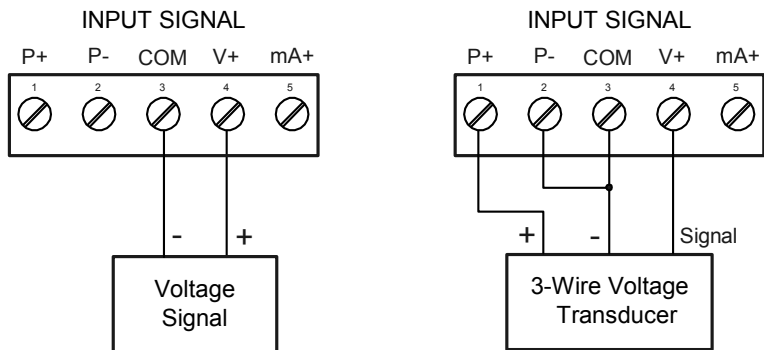 INPUT SIGNAL
P+ P- COM V+ mA+
1 2 3 4 5
- +
Voltage
Signal
INPUT SIGNAL
P+ P- COM V+ mA+
1 2 3 4 5
+ - Signal
3-Wire Voltage
Transducer